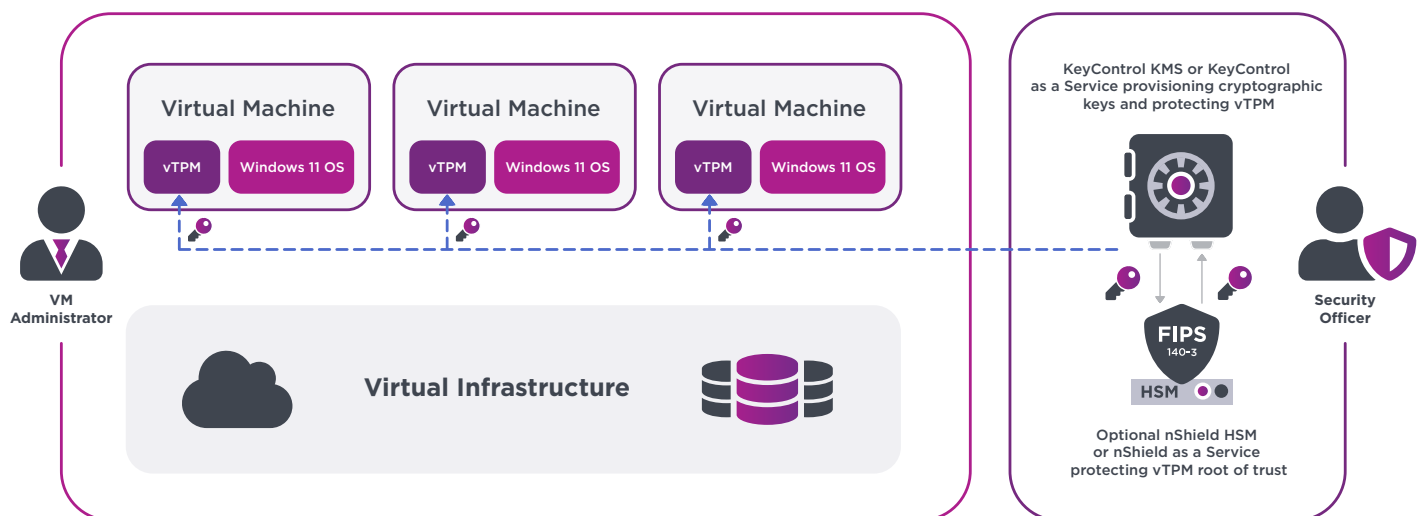 Virtual Machine
vTPM
Windows 11 OS
Virtual Machine
vTPM
Windows 11 OS
Virtual Machine
vTPM
Windows 11 OS
VM
Administrator
Virtual Infrastructure
KeyControl KMS or KeyControl
as a Service provisioning cryptographic
keys and protecting vTPM
FIPS
140-3
HSM
Optional nShield HSM
or nShield as a Service
protecting vTPM root of trust
Security
Officer